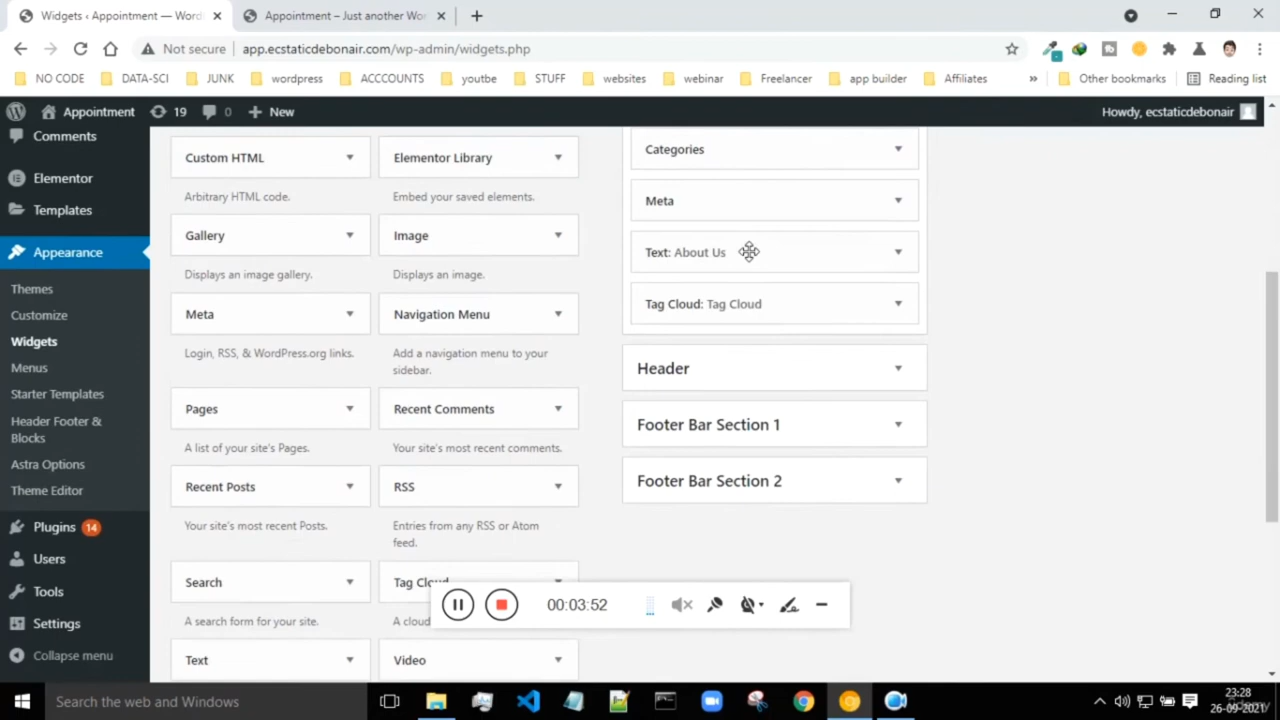 Widgets ‹ Appointment — Word
Appointment – Just another Wor
Not secure
app.ecstaticdebonair.com/wp-admin/widgets.php
NO CODE
DATA-SCI
JUNK
wordpress
ACCCOUNTS
youtbe
STUFF
websites
webinar
Freelancer
app builder
Affiliates
»
Other bookmarks
Reading list
Appointment
19
0
New
Howdy, ecstaticdebonair
Comments
Elementor
Templates
Appearance
Themes
Customize
Widgets
Menus
Starter Templates
Header Footer &
Blocks
Astra Options
Theme Editor
Plugins 14
Users
Tools
Settings
Collapse menu
Custom HTML
Arbitrary HTML code.
Elementor Library
Embed your saved elements.
Gallery
Displays an image gallery.
Image
Displays an image.
Meta
Login, RSS, & WordPress.org links.
Navigation Menu
Add a navigation menu to your
sidebar.
Pages
A list of your site's Pages.
Recent Comments
Your site's most recent comments.
Recent Posts
Your site's most recent Posts.
RSS
Entries from any RSS or Atom
feed.
Search
A search form for your site.
Tag Cloud
A cloud
Text
Video
Categories
Meta
Text: About Us
Tag Cloud: Tag Cloud
Header
Footer Bar Section 1
Footer Bar Section 2
00:03:52
Search the web and Windows
23:28
26-09-2021